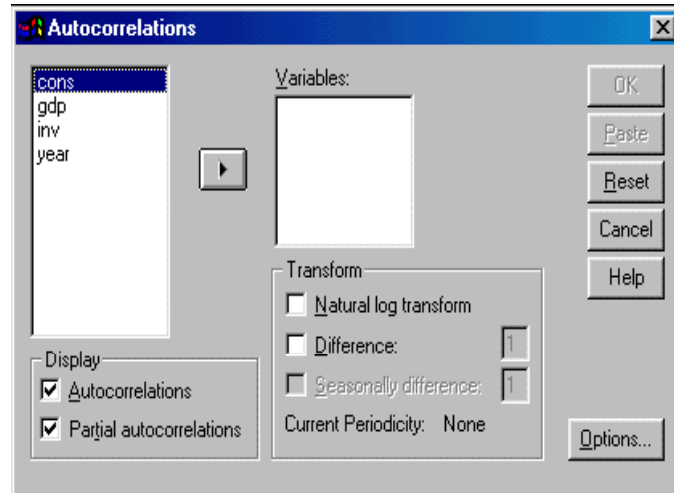 Autocorrelations
cons
gdp
inv
year
Variables:
OK
Paste
Reset
Cancel
Help
Transform
Natural log transform
Difference: 1
Seasonally difference: 1
Current Periodicity: None
Display
Autocorrelations
Partial autocorrelations
Options...